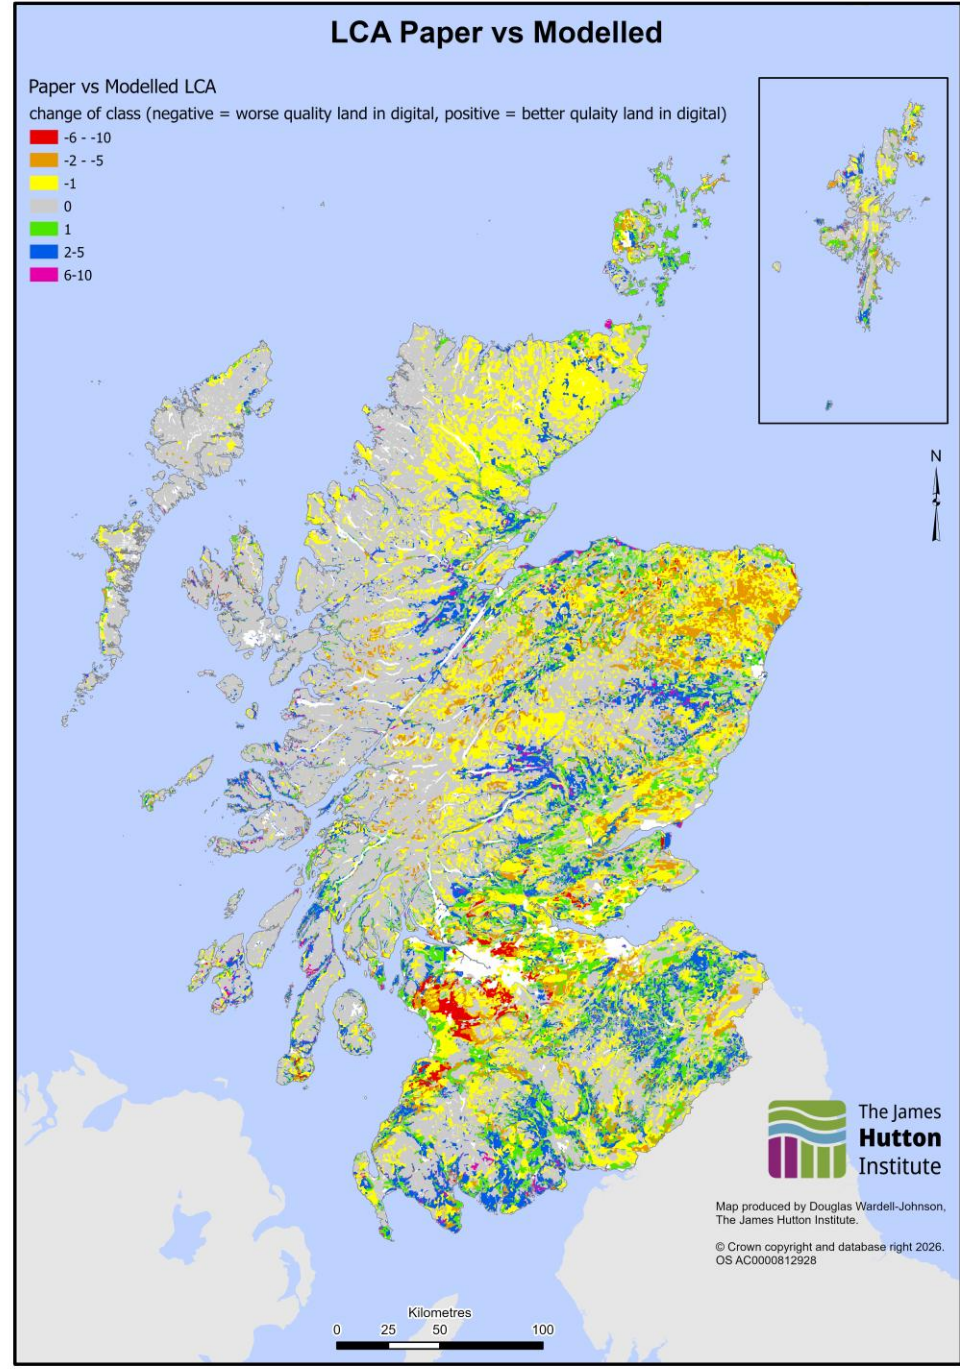 LCA Paper vs Modelled
Paper vs Modelled LCA
change of class (negative = worse quality land in digital, positive = better qulaity land in digital)
-6 - -10
-2 - -5
-1
0
1
2-5
6-10
N
The James
Hutton
Institute
Map produced by Douglas Wardell-Johnson,
The James Hutton Institute.
© Crown copyright and database right 2026.
OS AC0000812928
Kilometres
0 25 50 100